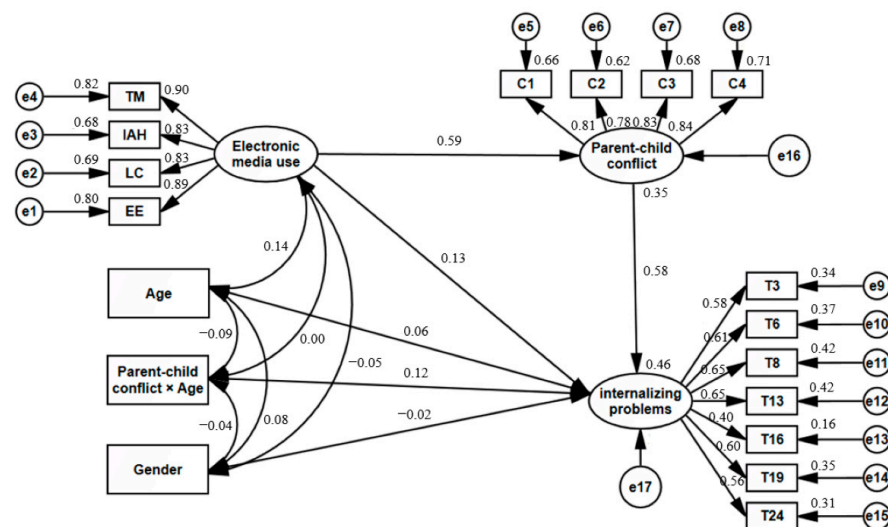 e5
e6
e7
e8
0.66
0.62
0.68
0.71
C1
C2
C3
C4
0.81
0.78
0.83
0.84
e4
0.82
TM
0.90
e3
0.68
IAH
0.83
e2
0.69
LC
0.83
e1
0.80
EE
0.89
Electronic
media use
0.59
Parent-child
conflict
e16
0.35
0.14
0.13
0.58
Age
−0.09
0.00
0.06
−0.05
Parent-child
conflict × Age
0.12
−0.04
0.08
−0.02
Gender
0.46
internalizing
problems
e17
0.58
T3
0.34
e9
0.61
T6
0.37
e10
0.65
T8
0.42
e11
0.65
T13
0.42
e12
0.40
T16
0.16
e13
0.60
T19
0.35
e14
0.56
T24
0.31
e15